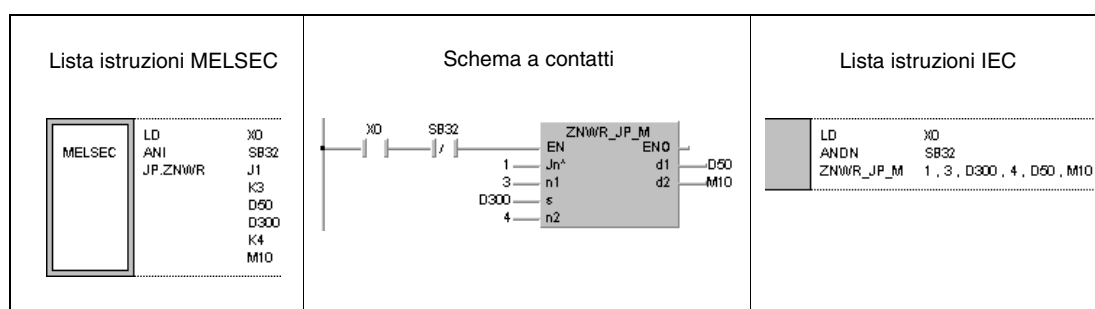 Lista istruzioni MELSEC
MELSEC
LD X0
ANI SB32
JP.ZNWR J1
K3
D50
D300
K4
M10
Schema a contatti
X0 SB32
ZNWR_JP_M
EN ENO
1 Jn^ d1 D50
3 n1 d2 M10
D300 s
4 n2
Lista istruzioni IEC
LD X0
ANDN SB32
ZNWR_JP_M 1 , 3 , D300 , 4 , D50 , M10